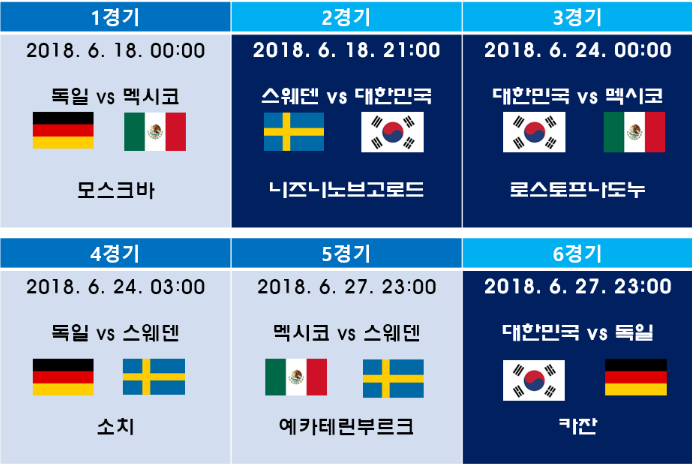 1경기
2경기
3경기
2018. 6. 18. 00:00
2018. 6. 18. 21:00
2018. 6. 24. 00:00
독일 vs 멕시코
스웨덴 vs 대한민국
대한민국 vs 멕시코
모스크바
니즈니노브고로드
로스토프나도누
4경기
5경기
6경기
2018. 6. 24. 03:00
2018. 6. 27. 23:00
2018. 6. 27. 23:00
독일 vs 스웨덴
멕시코 vs 스웨덴
대한민국 vs 독일
소치
예카테린부르크
카잔